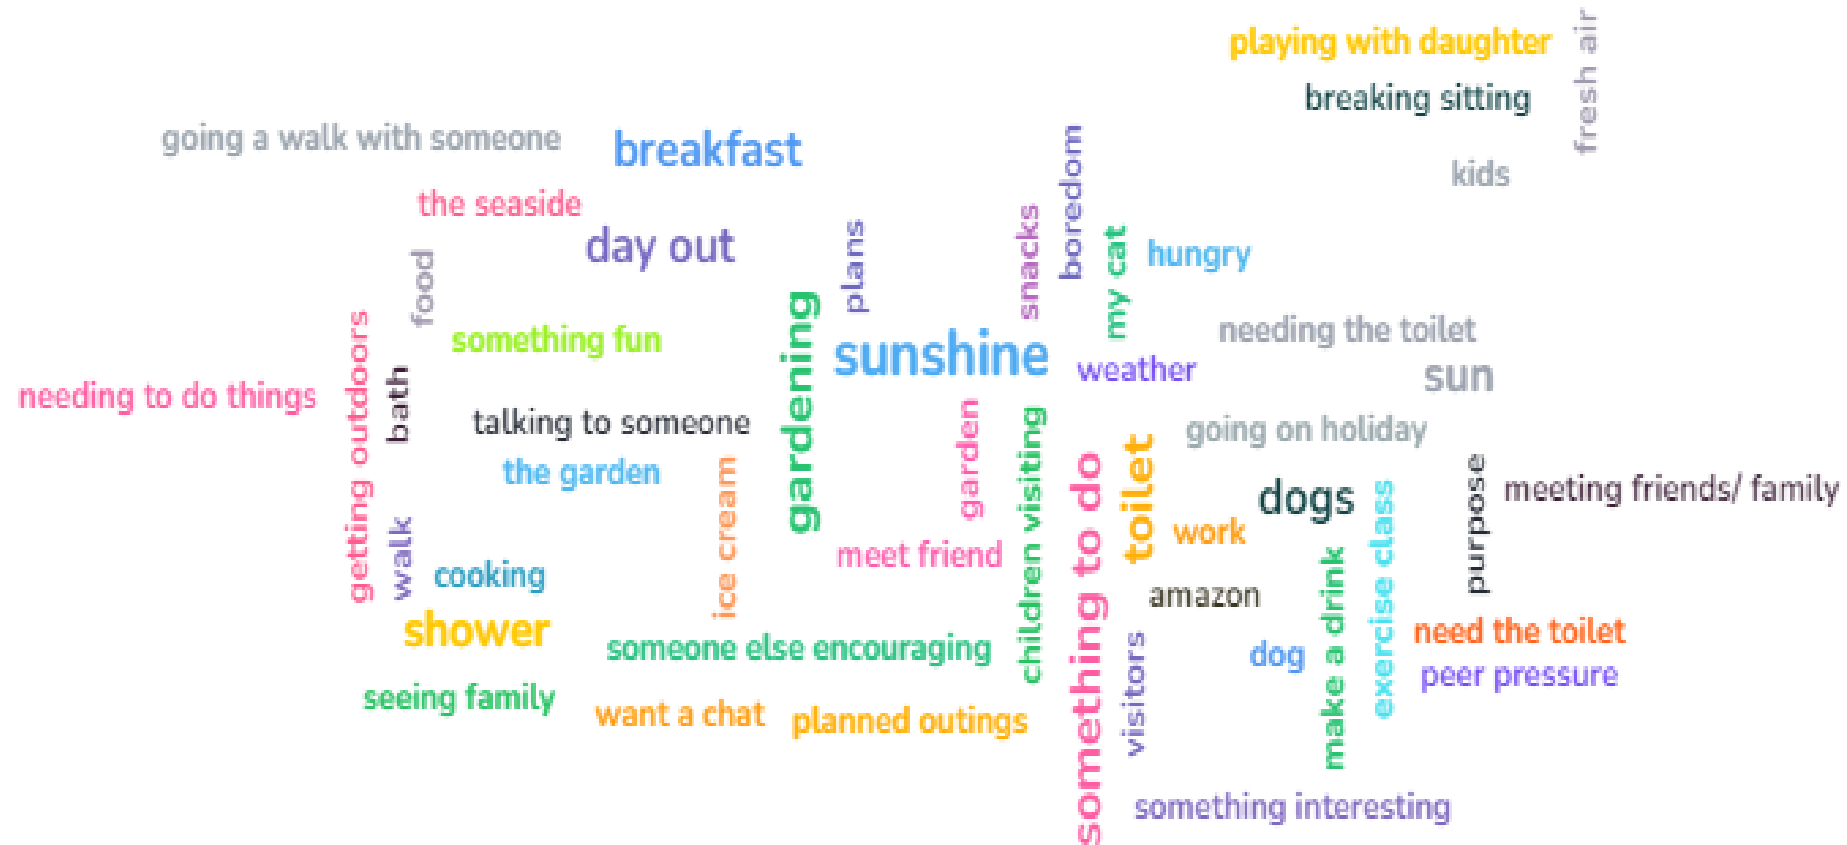 playing with daughter
fresh air
breaking sitting
going a walk with someone
breakfast
boredom
kids
the seaside
snacks
day out
plans
my cat
hungry
food
gardening
something fun
sunshine
needing the toilet
weather
sun
getting outdoors
bath
needing to do things
talking to someone
garden
children visiting
going on holiday
the garden
ice cream
something to do
toilet
dogs
exercise class
purpose
meeting friends/ family
walk
work
meet friend
cooking
amazon
make a drink
shower
someone else encouraging
visitors
dog
need the toilet
peer pressure
seeing family
want a chat
planned outings
something interesting